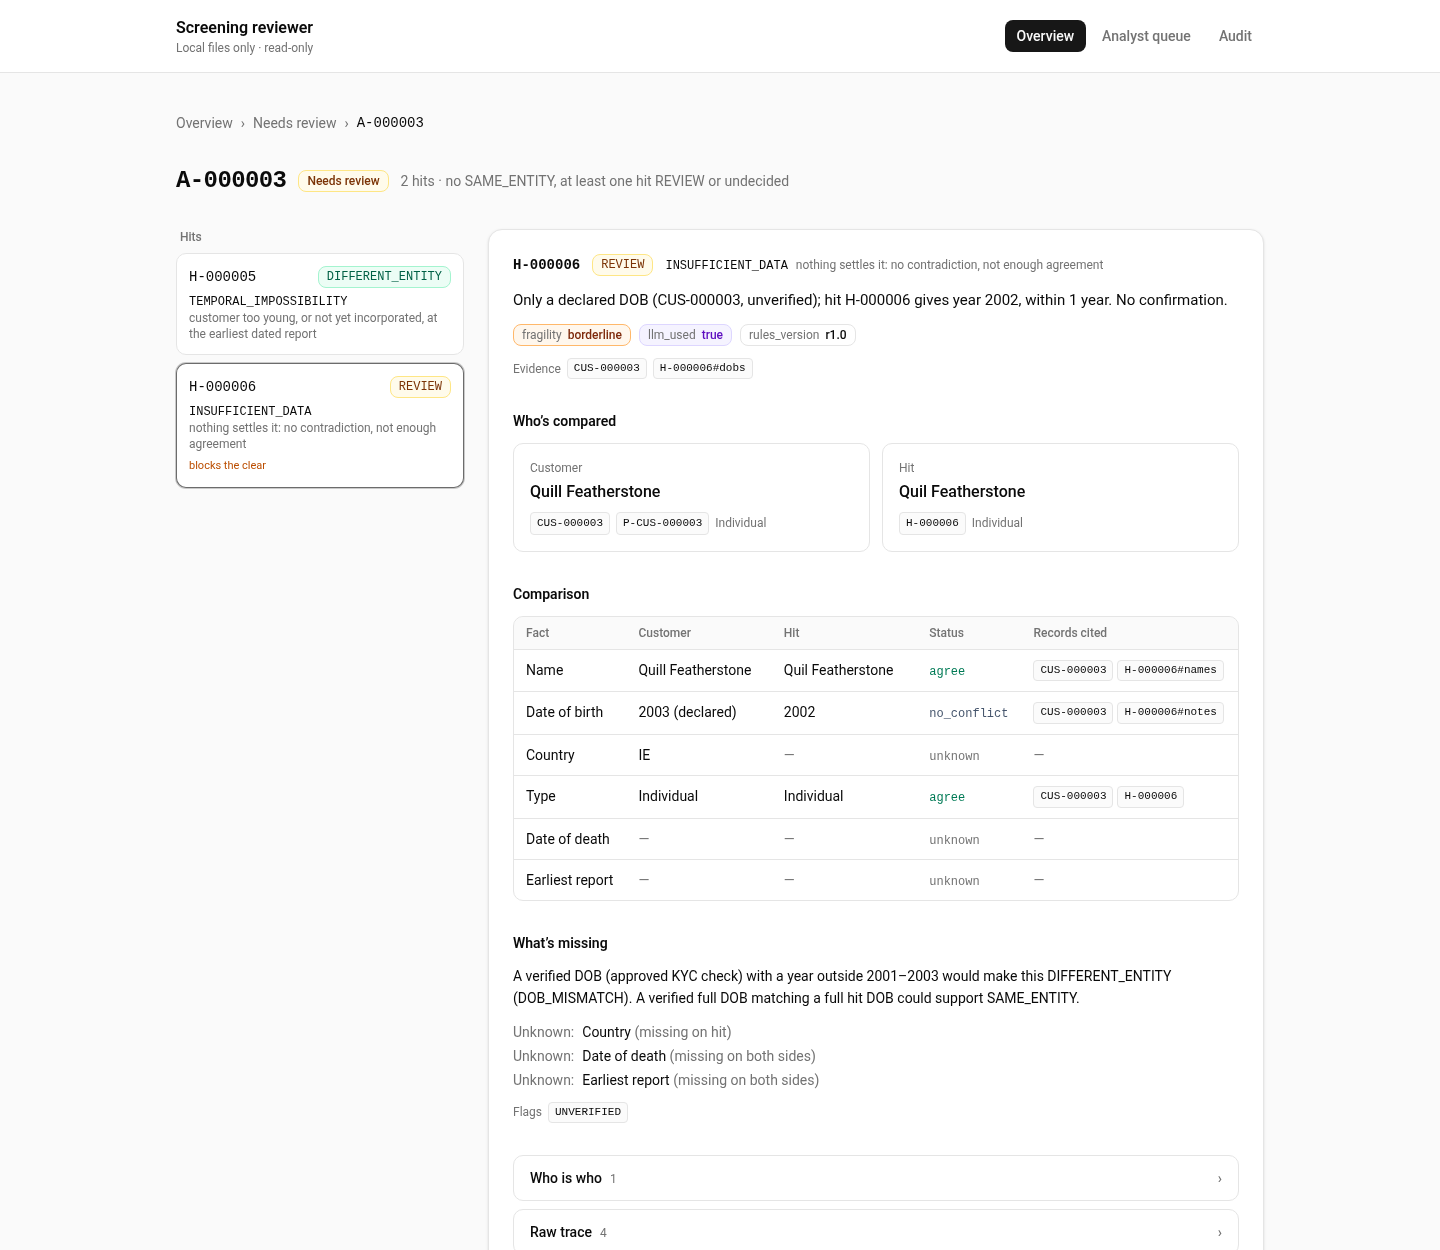 Screening reviewer
Local files only · read-only
Overview
Analyst queue
Audit
Overview › Needs review › A-000003
A-000003 Needs review 2 hits · no SAME_ENTITY, at least one hit REVIEW or undecided
Hits
H-000005 DIFFERENT_ENTITY
TEMPORAL_IMPOSSIBILITY
customer too young, or not yet incorporated, at
the earliest dated report
H-000006 REVIEW
INSUFFICIENT_DATA
nothing settles it: no contradiction, not enough
agreement
blocks the clear
H-000006 REVIEW INSUFFICIENT_DATA nothing settles it: no contradiction, not enough agreement
Only a declared DOB (CUS-000003, unverified); hit H-000006 gives year 2002, within 1 year. No confirmation.
fragility borderline llm_used true rules_version r1.0
Evidence CUS-000003 H-000006#dobs
Who’s compared
Customer
Quill Featherstone
CUS-000003 P-CUS-000003 Individual
Hit
Quil Featherstone
H-000006 Individual
Comparison
Fact Customer Hit Status Records cited
Name Quill Featherstone Quil Featherstone agree CUS-000003 H-000006#names
Date of birth 2003 (declared) 2002 no_conflict CUS-000003 H-000006#notes
Country IE — unknown —
Type Individual Individual agree CUS-000003 H-000006
Date of death — — unknown —
Earliest report — — unknown —
What’s missing
A verified DOB (approved KYC check) with a year outside 2001–2003 would make this DIFFERENT_ENTITY
(DOB_MISMATCH). A verified full DOB matching a full hit DOB could support SAME_ENTITY.
Unknown: Country (missing on hit)
Unknown: Date of death (missing on both sides)
Unknown: Earliest report (missing on both sides)
Flags UNVERIFIED
Who is who 1 ›
Raw trace 4 ›